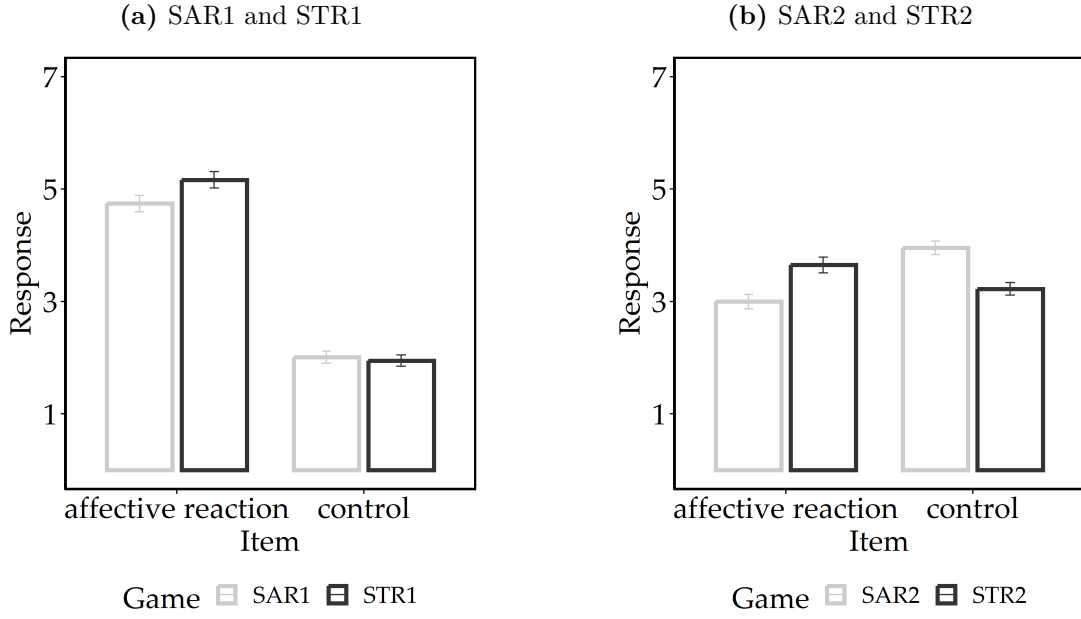 (a) SAR1 and STR1
7
5
3
1
Response
affective reaction control
Item
Game SAR1 STR1
(b) SAR2 and STR2
7
5
3
1
Response
affective reaction control
Item
Game SAR2 STR2